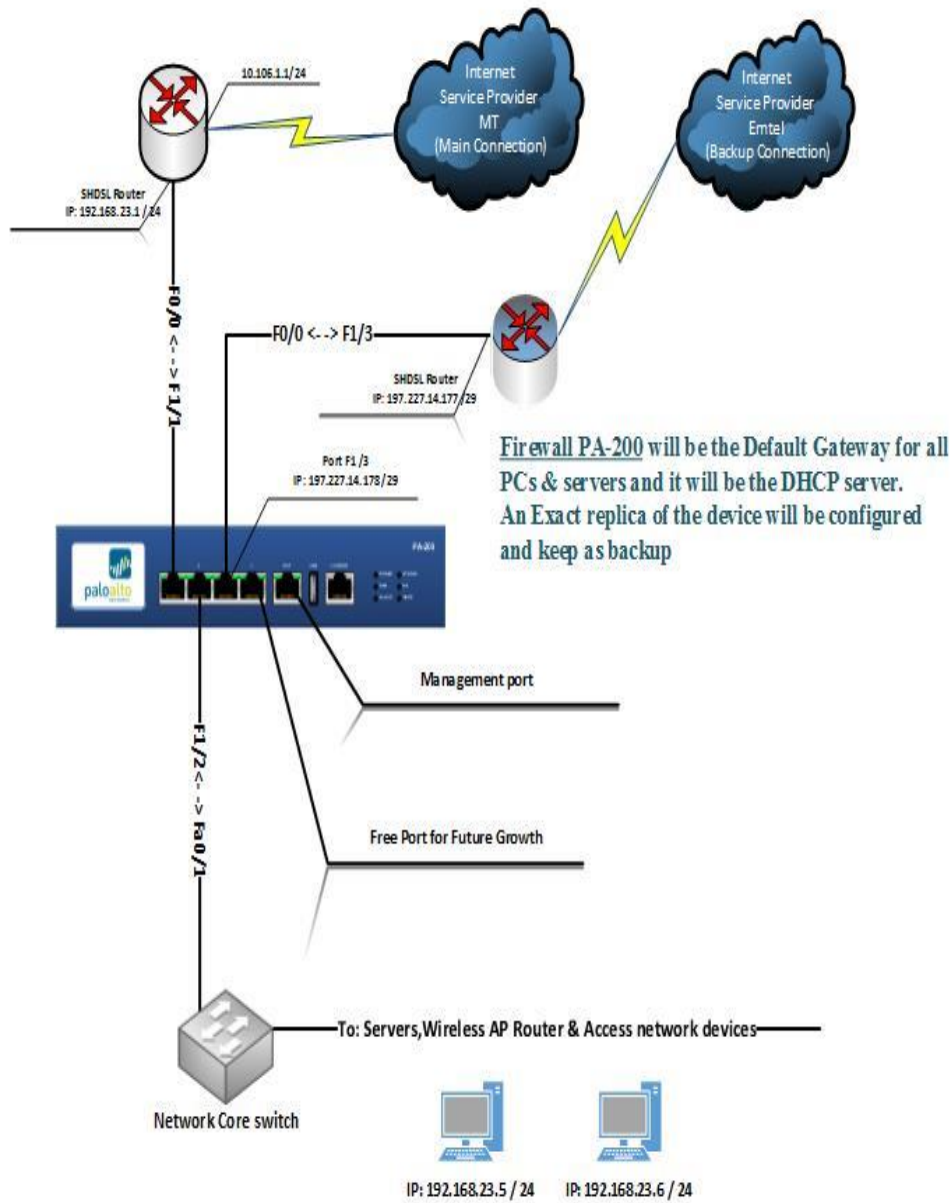 10.106.1.1/24
Internet
Service Provider
MT
(Main Connection)
Internet
Service Provider
Emtel
(Backup Connection)
SHDSL Router
IP: 192.168.23.1 / 24
F0/0 <--> F1/1
F0/0 <--> F1/3
SHDSL Router
IP: 197.227.14.177 /29
Firewall PA-200 will be the Default Gateway for all
PCs & servers and it will be the DHCP server.
An Exact replica of the device will be configured
and keep as backup
Port F1 /3
IP: 197.227.14.178/29
PA-200
paloalto
Management port
F1/2<--> Fa0/1
Free Port for Future Growth
To: Servers,Wireless AP Router & Access network devices
Network Core switch
IP: 192.168.23.5 / 24
IP: 192.168.23.6 / 24